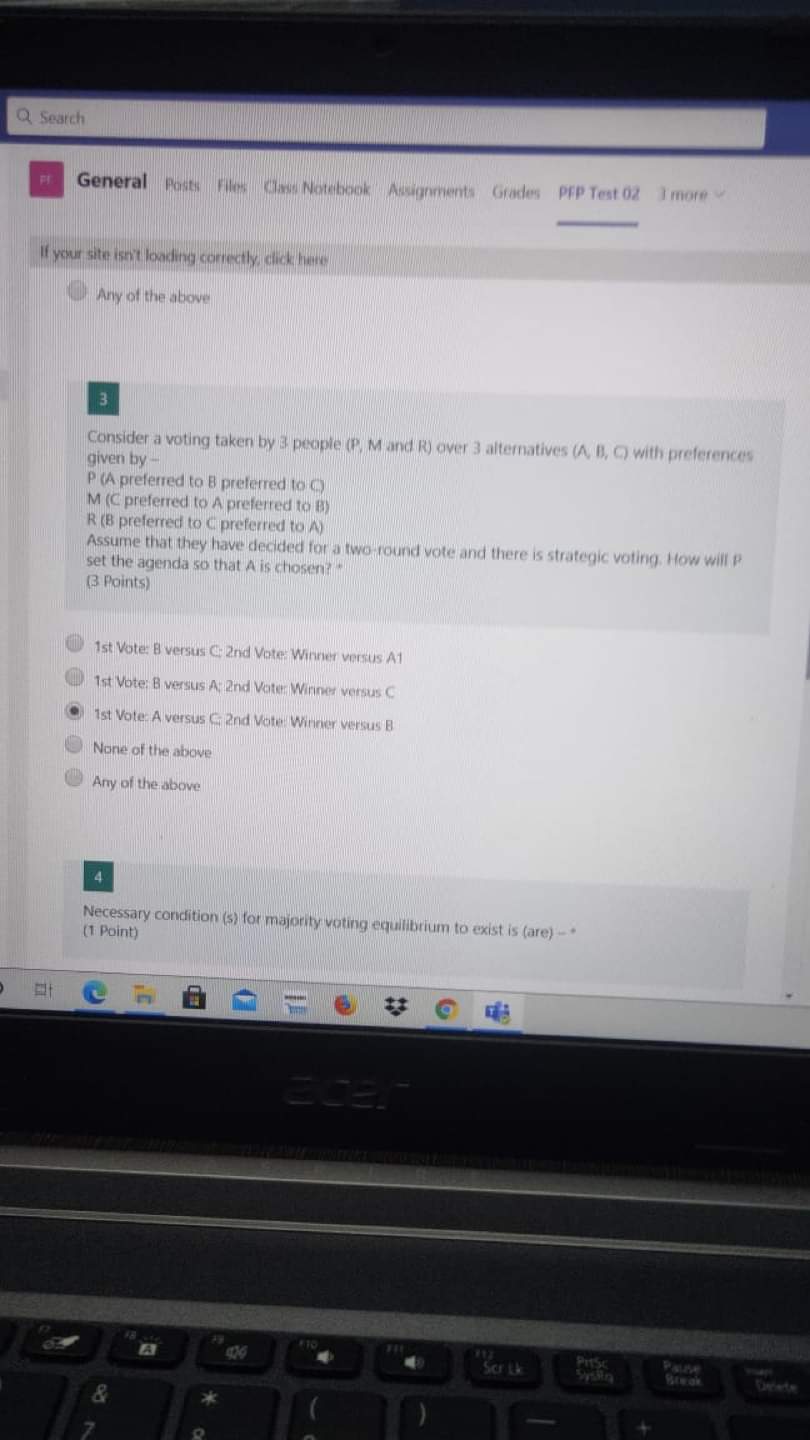 Search
PF General Posts Files Class Notebook Assignments Grades PFP Test 02 3 more
If your site isn't loading correctly, click here
Any of the above
3
Consider a voting taken by 3 people (P, M and R) over 3 alternatives (A, B, C) with preferences
given by –
P (A preferred to B preferred to C)
M (C preferred to A preferred to B)
R (B preferred to C preferred to A)
Assume that they have decided for a two-round vote and there is strategic voting. How will P
set the agenda so that A is chosen? *
(3 Points)
1st Vote: B versus C; 2nd Vote: Winner versus A1
1st Vote: B versus A; 2nd Vote: Winner versus C
1st Vote: A versus C; 2nd Vote: Winner versus B
None of the above
Any of the above
4
Necessary condition (s) for majority voting equilibrium to exist is (are) – *
(1 Point)
acer
F7 F8 F9 F10 F11 F12
A Scr Lk PrtSc Pause
SysRq Break Delete
& * ( ) — +
7 8